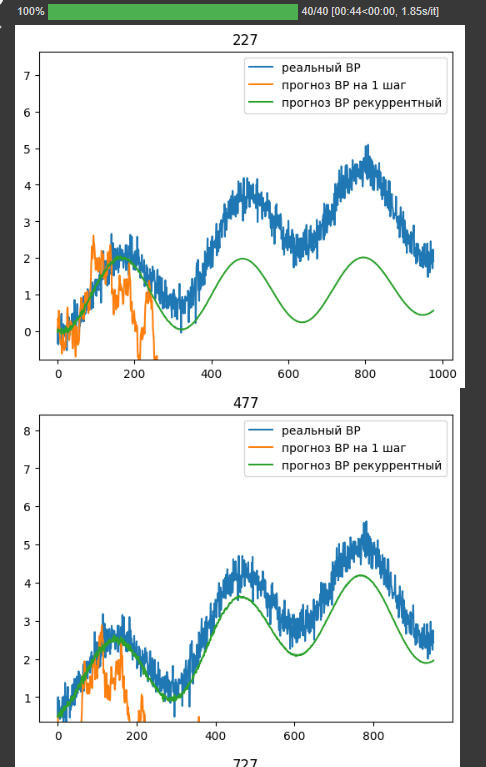 100% 40/40 [00:44<00:00, 1.85s/it]
227
реальный ВР
прогноз ВР на 1 шаг
прогноз ВР рекуррентный
7
6
5
4
3
2
1
0
0 200 400 600 800 1000
477
реальный ВР
прогноз ВР на 1 шаг
прогноз ВР рекуррентный
8
7
6
5
4
3
2
1
0 200 400 600 800
727